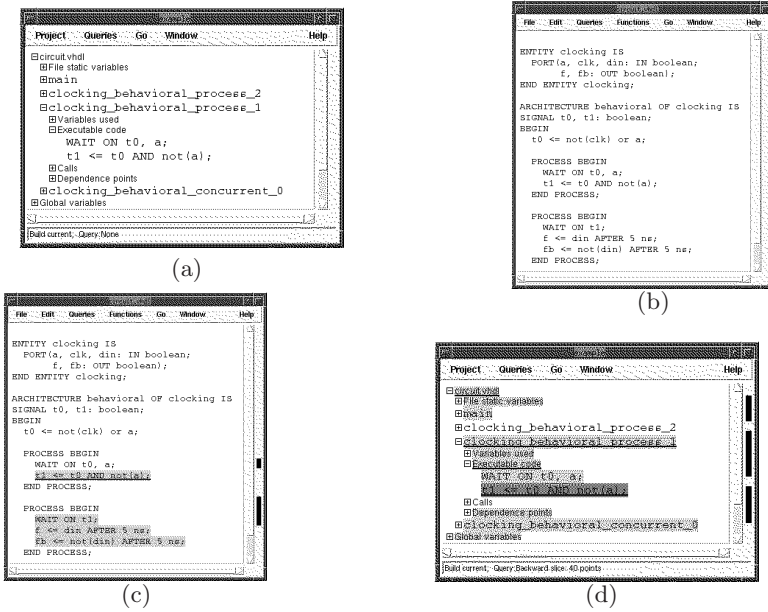 Project Queries Go Window Help
circuit.vhdl
File static variables
main
clocking_behavioral_process_2
clocking_behavioral_process_1
Variables used
Executable code
WAIT ON t0, a;
t1 <= t0 AND not(a);
Calls
Dependence points
clocking_behavioral_concurrent_0
Global variables
Build current; Query:None
(a)
File Edit Queries Functions Go Window Help
ENTITY clocking IS
PORT(a, clk, din: IN boolean;
f, fb: OUT boolean);
END ENTITY clocking;
ARCHITECTURE behavioral OF clocking IS
SIGNAL t0, t1: boolean;
BEGIN
t0 <= not(clk) or a;
PROCESS BEGIN
WAIT ON t0, a;
t1 <= t0 AND not(a);
END PROCESS;
PROCESS BEGIN
WAIT ON t1;
f <= din AFTER 5 ns;
fb <= not(din) AFTER 5 ns;
END PROCESS;
(b)
File Edit Queries Functions Go Window Help
ENTITY clocking IS
PORT(a, clk, din: IN boolean;
f, fb: OUT boolean);
END ENTITY clocking;
ARCHITECTURE behavioral OF clocking IS
SIGNAL t0, t1: boolean;
BEGIN
t0 <= not(clk) or a;
PROCESS BEGIN
WAIT ON t0, a;
t1 <= t0 AND not(a);
END PROCESS;
PROCESS BEGIN
WAIT ON t1;
f <= din AFTER 5 ns;
fb <= not(din) AFTER 5 ns;
END PROCESS;
(c)
example
Project Queries Go Window Help
circuit.vhdl
File static variables
main
clocking_behavioral_process_2
clocking_behavioral_process_1
Variables used
Executable code
WAIT ON t0, a;
t1 <= t0 AND not(a);
Calls
Dependence points
clocking_behavioral_concurrent_0
Global variables
Build current; Query:Backward slice: 40 points
(d)